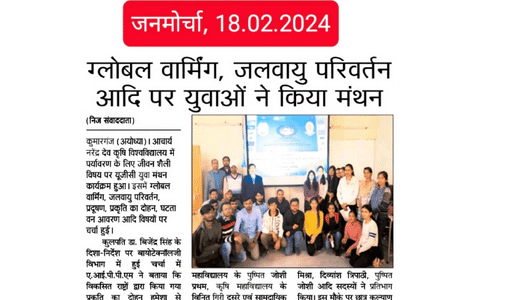 जनमोर्चा, 18.02.2024
ग्लोबल वार्मिंग, जलवायु परिवर्तन
आदि पर युवाओं ने किया मंथन
(निज संवाददाता)
कुमारगंज (अयोध्या)। आचार्य
नरेंद्र देव कृषि विश्वविद्यालय में
पर्यावरण के लिए जीवन शैली
विषय पर यूजीसी युवा मंथन
कार्यक्रम हुआ। इसमें ग्लोबल
वार्मिंग, जलवायु परिवर्तन,
प्रदूषण, प्रकृति का दोहन, घटता
वन आवरण आदि विषयों पर
चर्चा हुई।
कुलपति डा. बिजेंद्र सिंह के
दिशा-निर्देश पर बायोटेक्नॉलजी
विभाग में हुई चर्चा में
ए.आई.पी.पी.एम ने बताया कि
विकसित राष्ट्रों द्वारा किया गया
प्रकृति का दोहन हमेशा से
महाविद्यालय के पुष्पित जोशी
प्रथम, कृषि महाविद्यालय के
विनित गिरी दूसरे एवं सामुदायिक
मिश्रा, दिव्यांश त्रिपाठी, पुष्पित
जोशी आदि सदस्यों ने प्रतिभाग
किया। इस मौके पर छात्र कल्याण